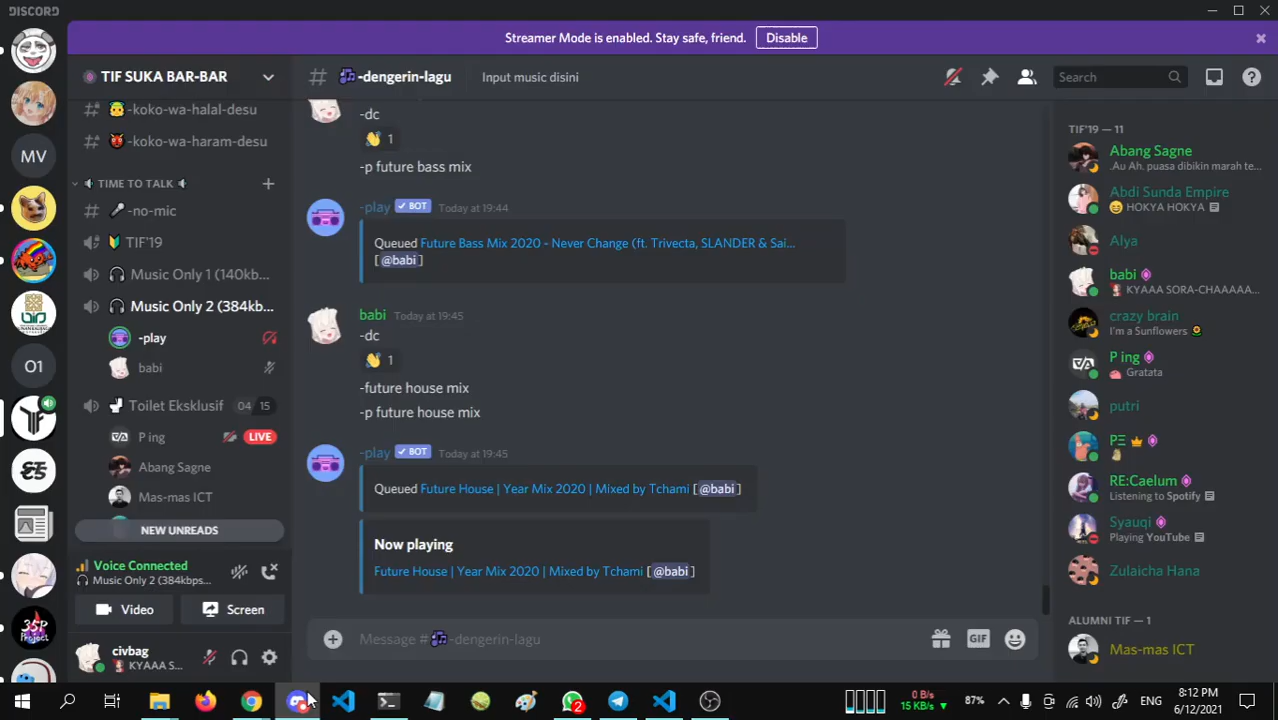 DISCORD
Streamer Mode is enabled. Stay safe, friend.
Disable
TIF SUKA BAR-BAR
-dengerin-lagu
Input music disini
Search
-koko-wa-halal-desu
-koko-wa-haram-desu
TIME TO TALK
-no-mic
TIF'19
Music Only 1 (140kb...
Music Only 2 (384kb...
-play
babi
Toilet Eksklusif 04 15
P ing LIVE
Abang Sagne
Mas-mas ICT
NEW UNREADS
Voice Connected
Music Only 2 (384kbps...
Video
Screen
civbag
KYAAA S...
MV
O1
-dc
1
-p future bass mix
-play BOT Today at 19:44
Queued Future Bass Mix 2020 - Never Change (ft. Trivecta, SLANDER & Sai...
[@babi]
babi Today at 19:45
-dc
1
-future house mix
-p future house mix
-play BOT Today at 19:45
Queued Future House | Year Mix 2020 | Mixed by Tchami [@babi]
Now playing
Future House | Year Mix 2020 | Mixed by Tchami [@babi]
Message # -dengerin-lagu
GIF
TIF'19 — 11
Abang Sagne
.Au Ah. puasa dibikin marah te...
Abdi Sunda Empire
HOKYA HOKYA
Alya
babi
KYAAA SORA-CHAAAAA...
crazy brain
I'm a Sunflowers
P ing
Gratata
putri
PΞ
RE:Caelum
Listening to Spotify
Syauqi
Playing YouTube
Zulaicha Hana
ALUMNI TIF — 1
Mas-mas ICT
2
0 B/s
15 KB/s
87%
ENG
8:12 PM
6/12/2021